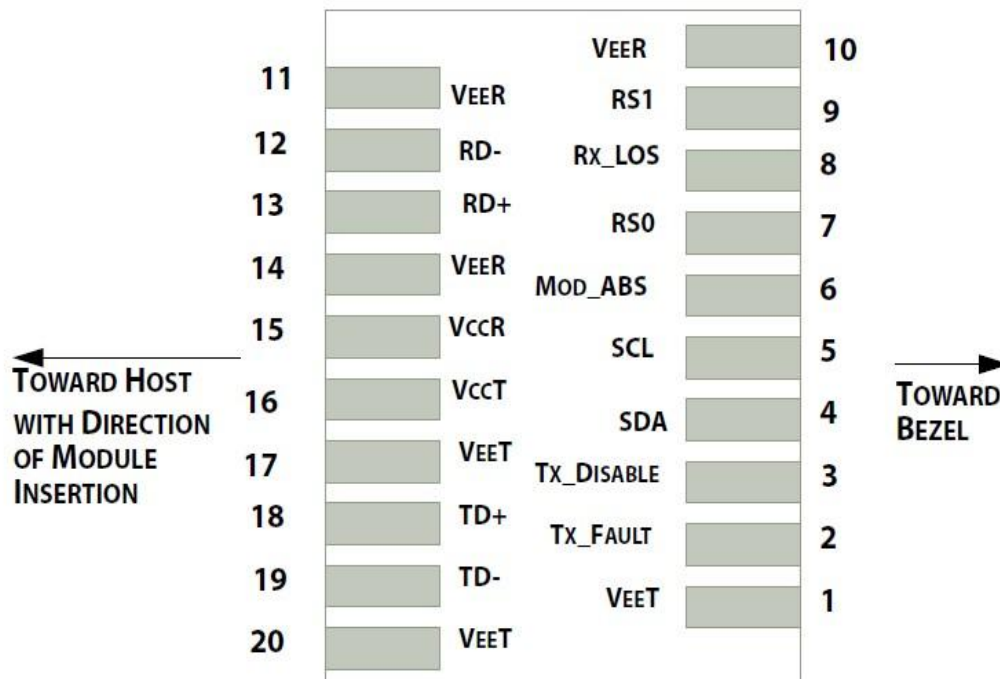 VEER 10
11 VEER
RS1 9
12 RD-
RX_LOS 8
13 RD+
RS0 7
14 VEER
MOD_ABS 6
15 VCCR
SCL 5
TOWARD HOST
WITH DIRECTION
OF MODULE
INSERTION
TOWARD
BEZEL
16 VCCT
SDA 4
17 VEET
TX_DISABLE 3
18 TD+
TX_FAULT 2
19 TD-
VEET 1
20 VEET